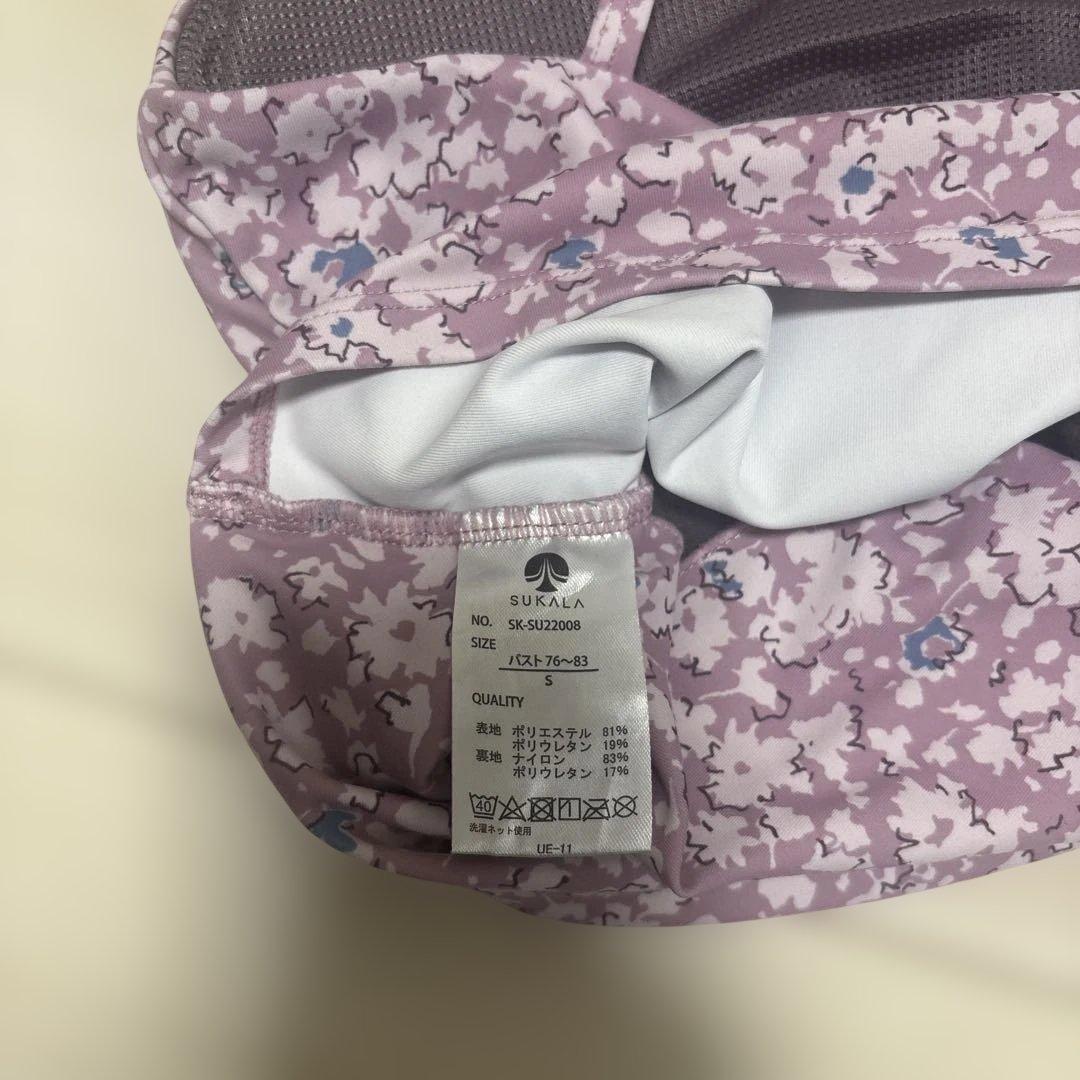 SUKALA
NO. SK-SU22008
SIZE
バスト 76〜83
S
QUALITY
表地 ポリエステル 81%
ポリウレタン 19%
裏地 ナイロン 83%
ポリウレタン 17%
40
洗濯ネット使用
UE-11